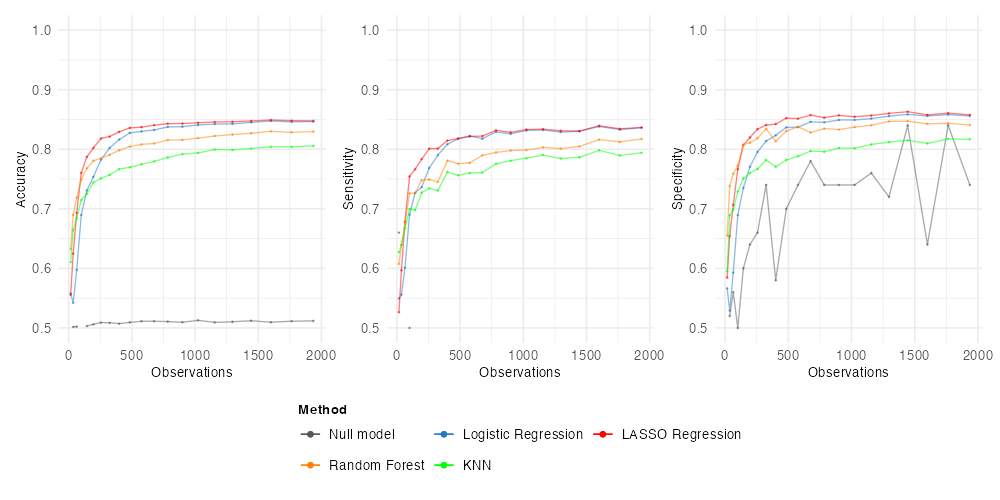 1.0
0.9
0.8
0.7
0.6
0.5
Accuracy
0 500 1000 1500 2000
Observations
1.0
0.9
0.8
0.7
0.6
0.5
Sensitivity
0 500 1000 1500 2000
Observations
1.0
0.9
0.8
0.7
0.6
0.5
Specificity
0 500 1000 1500 2000
Observations
Method
Null model Logistic Regression LASSO Regression
Random Forest KNN